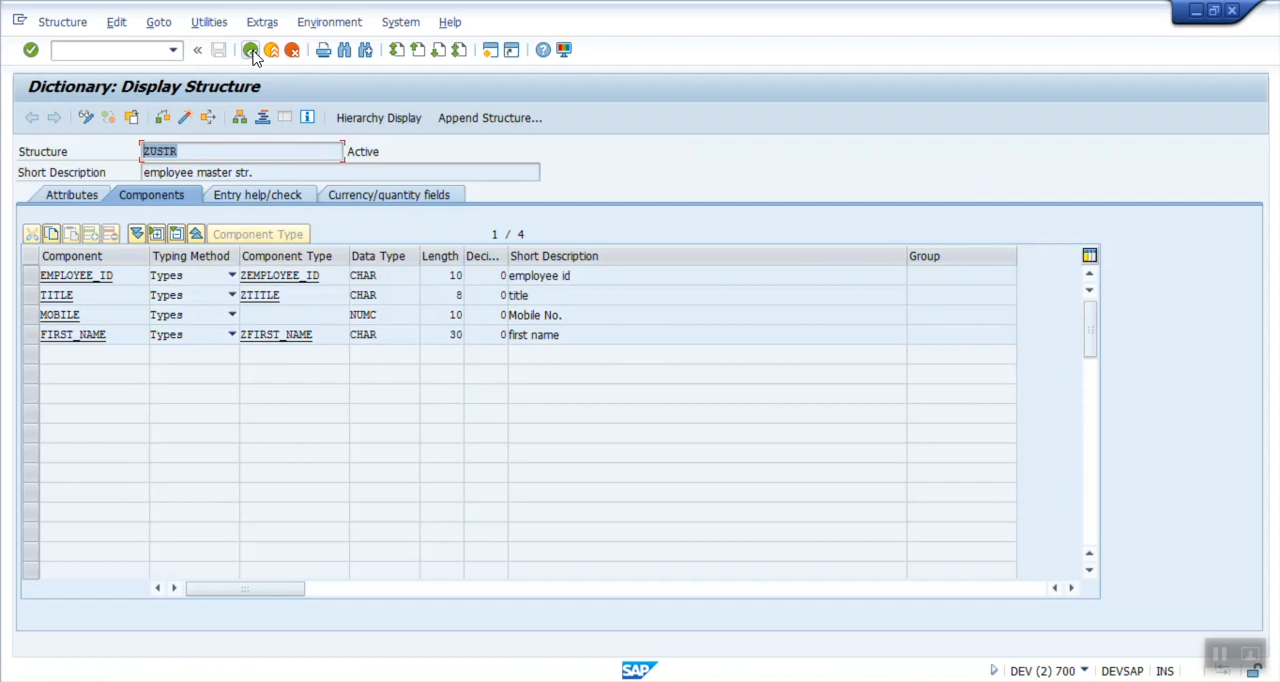 Structure Edit Goto Utilities Extras Environment System Help
Dictionary: Display Structure
Hierarchy Display Append Structure...
Structure ZUSTR Active
Short Description employee master str.
Attributes Components Entry help/check Currency/quantity fields
Component Type 1 / 4
Component Typing Method Component Type Data Type Length Deci... Short Description Group
EMPLOYEE_ID Types ZEMPLOYEE_ID CHAR 10 0 employee id
TITLE Types ZTITLE CHAR 8 0 title
MOBILE Types NUMC 10 0 Mobile No.
FIRST_NAME Types ZFIRST_NAME CHAR 30 0 first name
SAP DEV (2) 700 DEVSAP INS